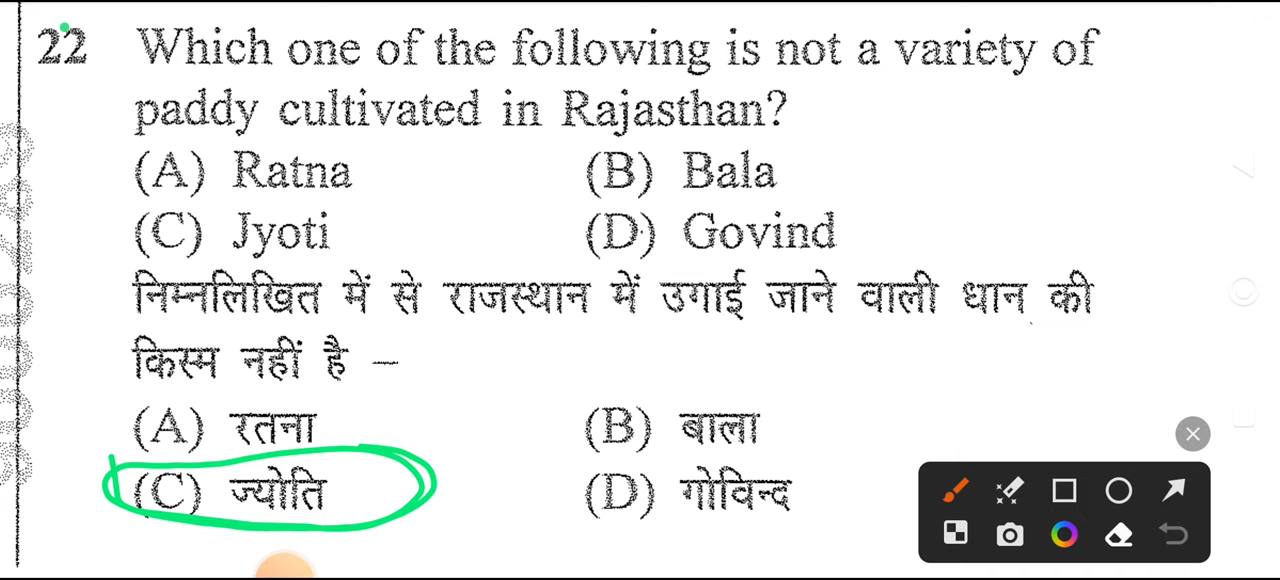 22 Which one of the following is not a variety of
paddy cultivated in Rajasthan?
(A) Ratna (B) Bala
(C) Jyoti (D) Govind
निम्नलिखित में से राजस्थान में उगाई जाने वाली धान की
किस्म नहीं है –
(A) रतना (B) बाला
(C) ज्योति (D) गोविन्द